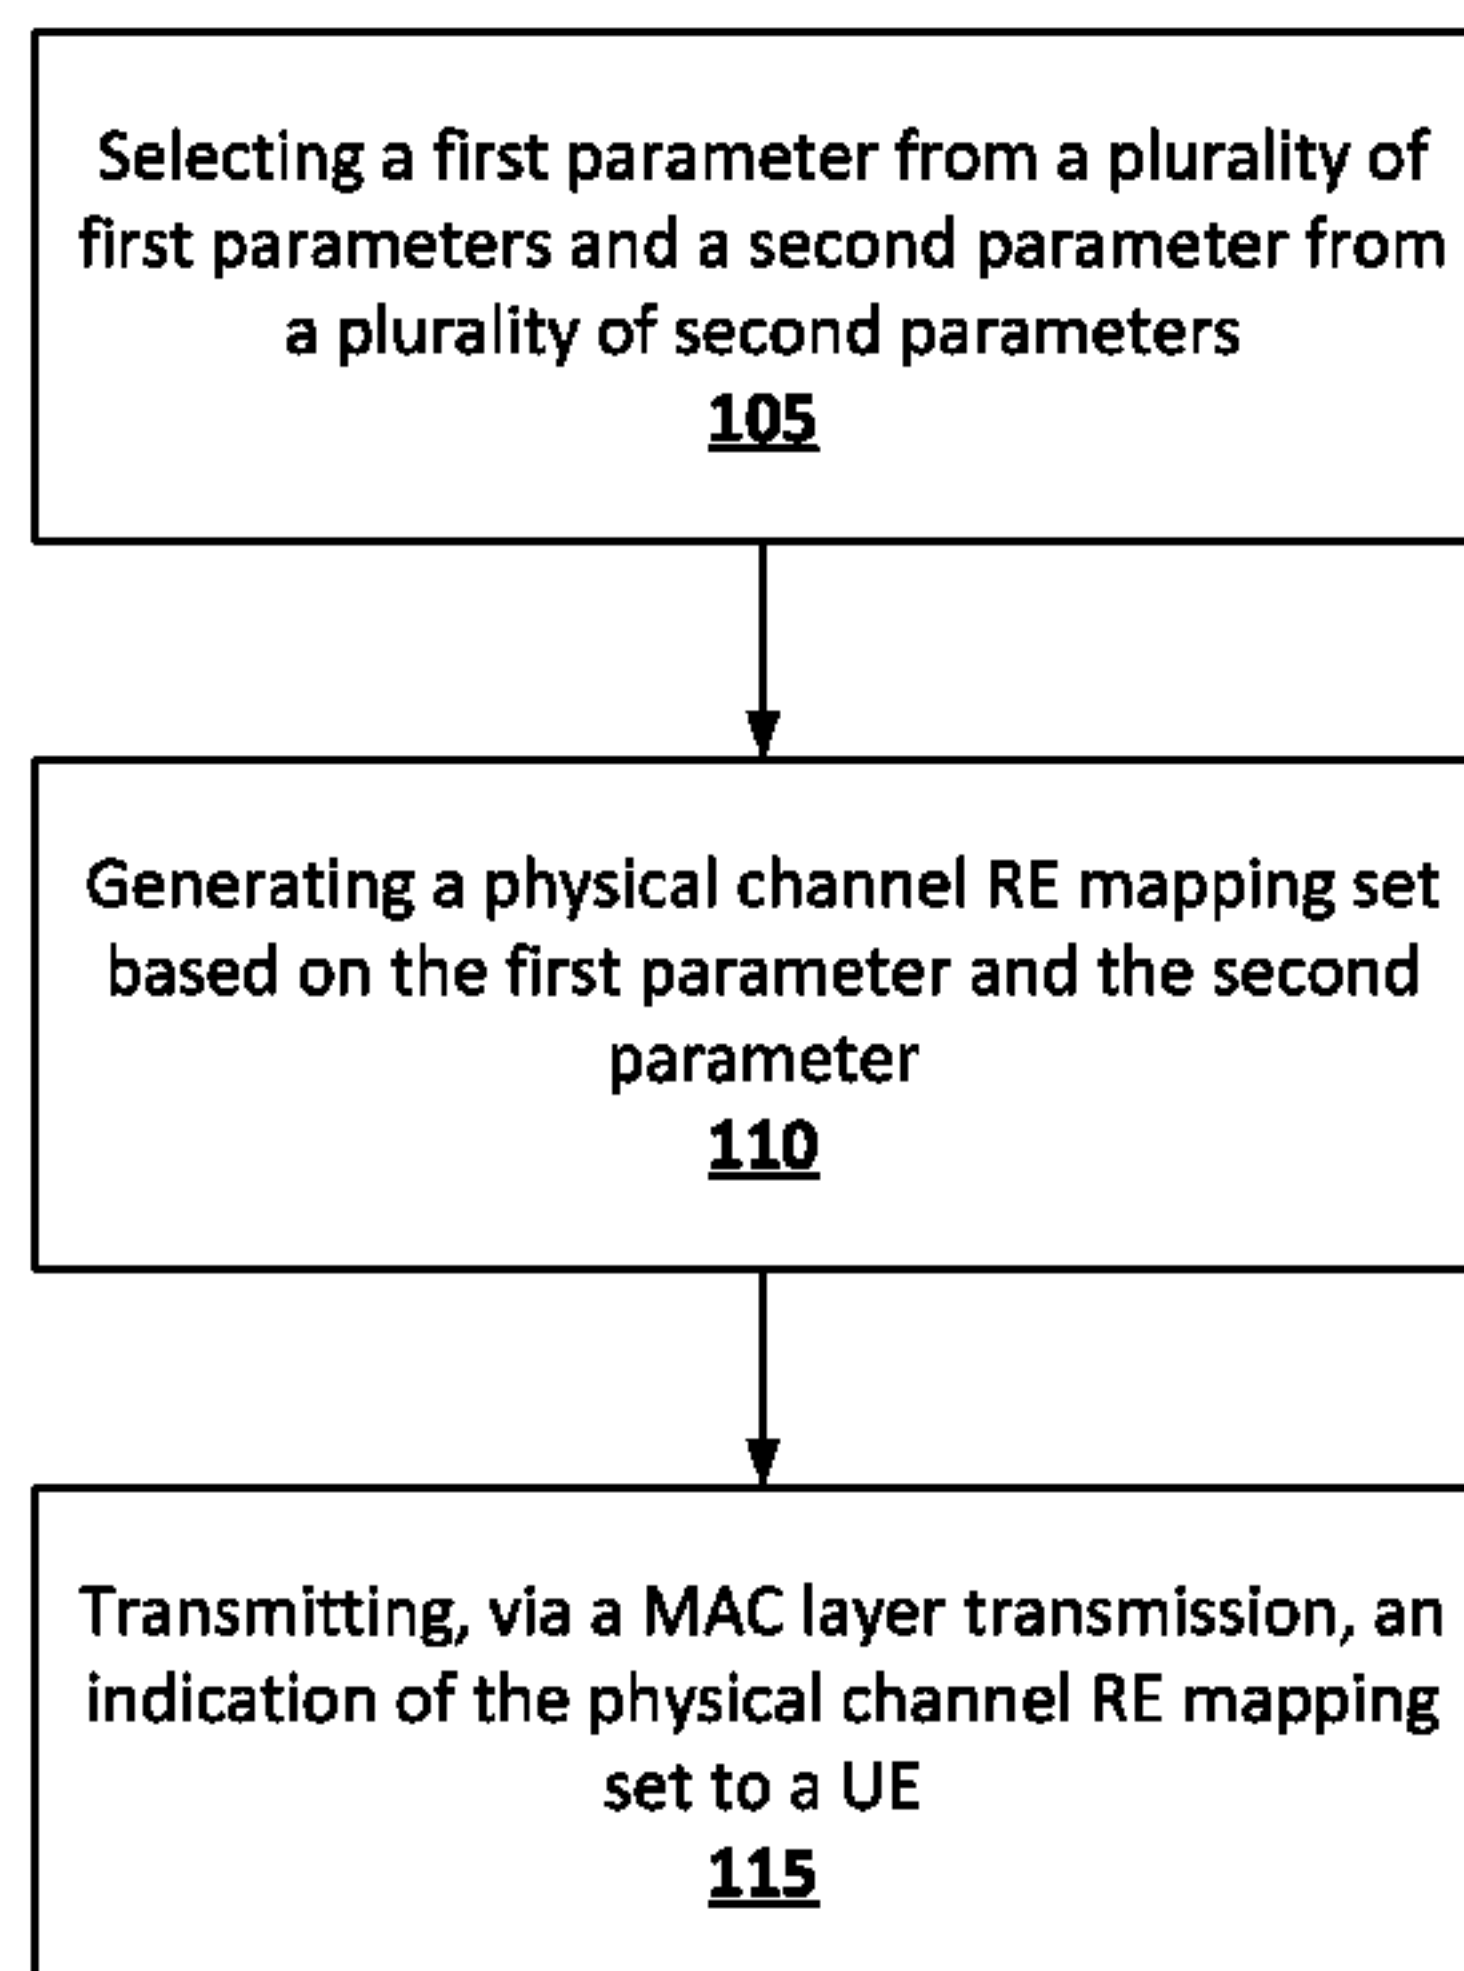 Selecting a first parameter from a plurality of
first parameters and a second parameter from
a plurality of second parameters
105
Generating a physical channel RE mapping set
based on the first parameter and the second
parameter
110
Transmitting, via a MAC layer transmission, an
indication of the physical channel RE mapping
set to a UE
115